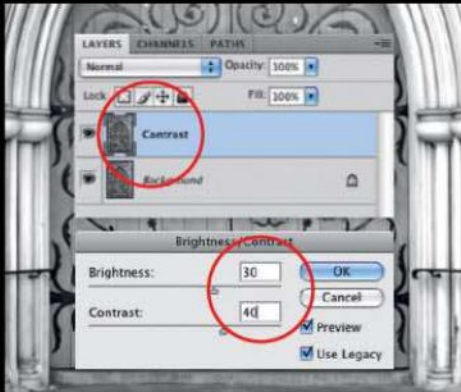 LAYERS CHANNELS PATHS
Normal Opacity: 100%
Lock: Fill: 100%
Contrast
Background
Brightness/Contrast
Brightness: 30 OK
Cancel
Contrast: 40
Preview
Use Legacy